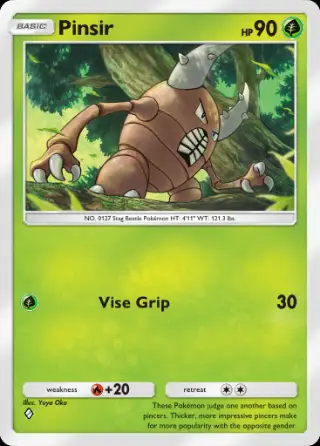 BASIC Pinsir HP 90
NO. 0127 Stag Beetle Pokémon HT: 4'11" WT: 121.3 lbs.
Vise Grip 30
weakness +20 retreat
Illus. Yuya Oka
These Pokémon judge one another based on
pincers. Thicker, more impressive pincers make
for more popularity with the opposite gender.